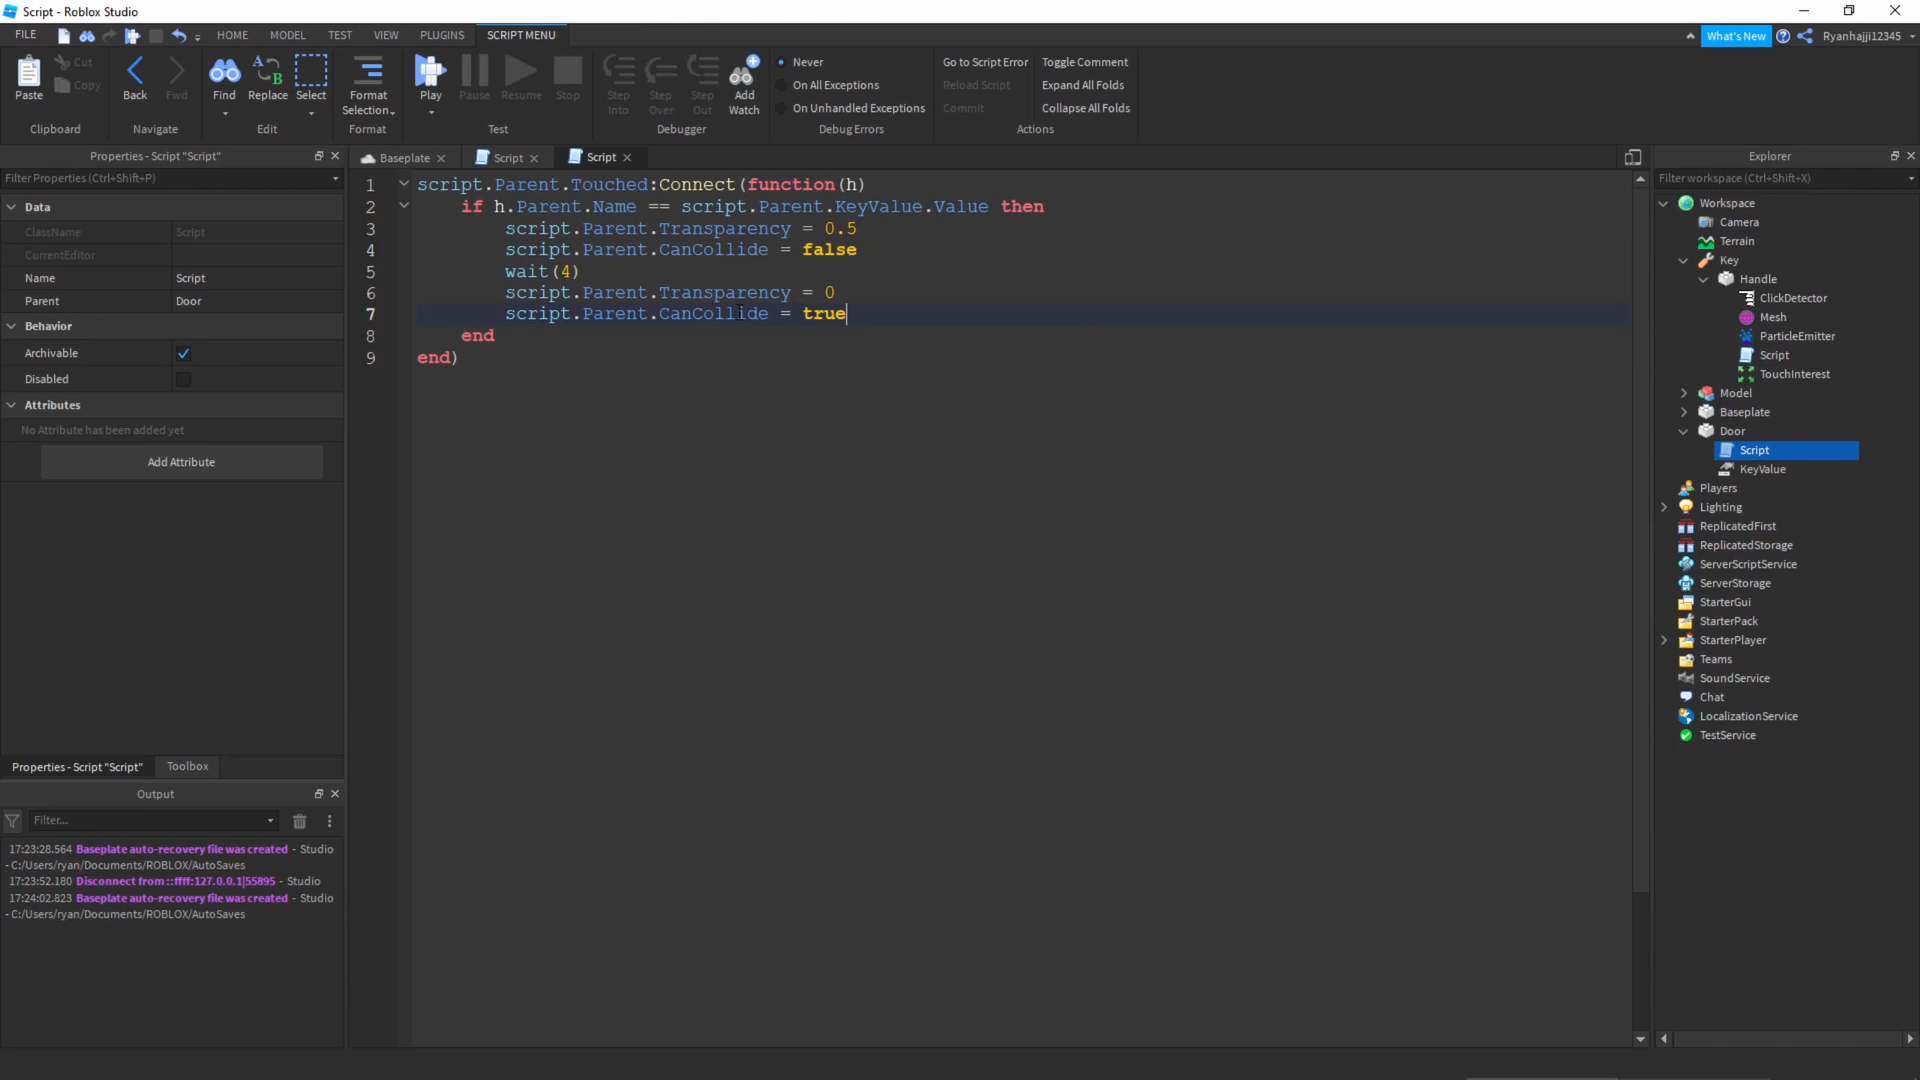 Script - Roblox Studio
FILE
HOME
MODEL
TEST
VIEW
PLUGINS
SCRIPT MENU
What's New
Ryanhajji12345
Paste
Cut
Copy
Clipboard
Back
Fwd
Navigate
Find
Replace
Select
Edit
Format
Selection
Format
Play
Pause
Resume
Stop
Test
Step
Into
Step
Over
Step
Out
Add
Watch
Debugger
Never
On All Exceptions
On Unhandled Exceptions
Debug Errors
Go to Script Error
Reload Script
Commit
Toggle Comment
Expand All Folds
Collapse All Folds
Actions
Properties - Script "Script"
Filter Properties (Ctrl+Shift+P)
Data
ClassName Script
CurrentEditor
Name Script
Parent Door
Behavior
Archivable
Disabled
Attributes
No Attribute has been added yet
Add Attribute
Properties - Script "Script"
Toolbox
Output
Filter...
17:23:28.564 Baseplate auto-recovery file was created - Studio
- C:/Users/ryan/Documents/ROBLOX/AutoSaves
17:23:52.180 Disconnect from ::ffff:127.0.0.1|55895 - Studio
17:24:02.823 Baseplate auto-recovery file was created - Studio
- C:/Users/ryan/Documents/ROBLOX/AutoSaves
Baseplate
Script
Script
1 script.Parent.Touched:Connect(function(h)
2 if h.Parent.Name == script.Parent.KeyValue.Value then
3 script.Parent.Transparency = 0.5
4 script.Parent.CanCollide = false
5 wait(4)
6 script.Parent.Transparency = 0
7 script.Parent.CanCollide = true
8 end
9 end)
Explorer
Filter workspace (Ctrl+Shift+X)
Workspace
Camera
Terrain
Key
Handle
ClickDetector
Mesh
ParticleEmitter
Script
TouchInterest
Model
Baseplate
Door
Script
KeyValue
Players
Lighting
ReplicatedFirst
ReplicatedStorage
ServerScriptService
ServerStorage
StarterGui
StarterPack
StarterPlayer
Teams
SoundService
Chat
LocalizationService
TestService